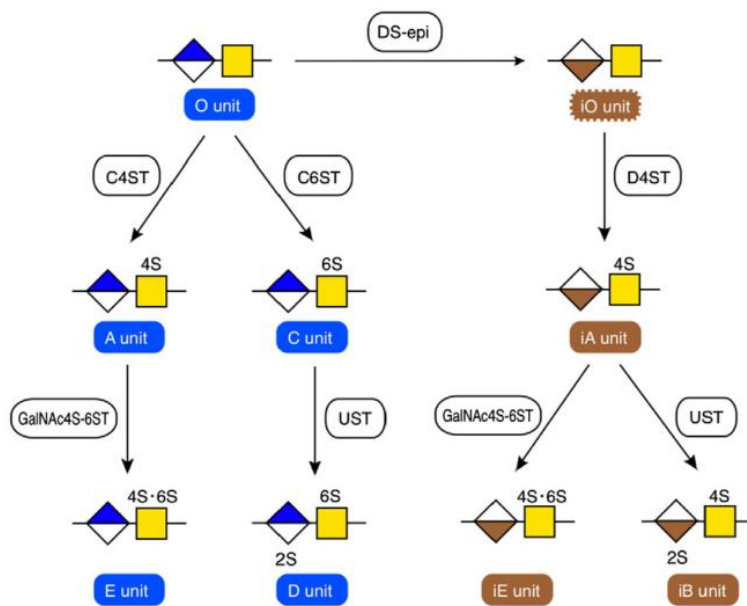 DS-epi
O unit
iO unit
C4ST
C6ST
D4ST
4S
6S
4S
A unit
C unit
iA unit
GalNAc4S-6ST
UST
GalNAc4S-6ST
UST
4S·6S
6S
4S·6S
4S
2S
2S
E unit
D unit
iE unit
iB unit